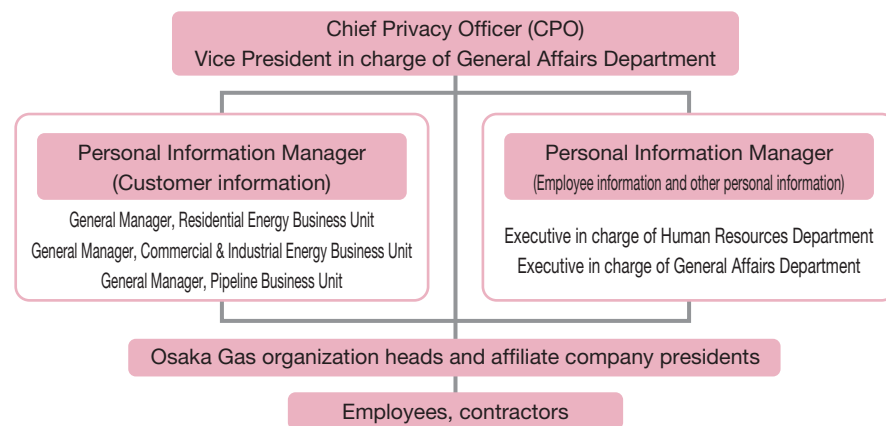 Chief Privacy Officer (CPO)
Vice President in charge of General Affairs Department
Personal Information Manager
(Customer information)
General Manager, Residential Energy Business Unit
General Manager, Commercial & Industrial Energy Business Unit
General Manager, Pipeline Business Unit
Personal Information Manager
(Employee information and other personal information)
Executive in charge of Human Resources Department
Executive in charge of General Affairs Department
Osaka Gas organization heads and affiliate company presidents
Employees, contractors